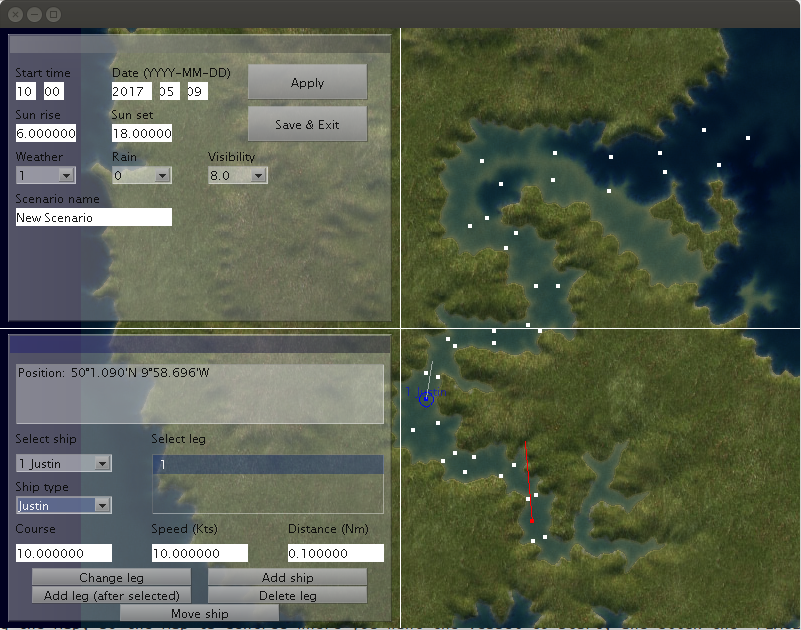 Start time
Date (YYYY-MM-DD)
10 00
2017 05 09
Apply
Sun rise
Sun set
6.000000
18.00000
Save & Exit
Weather
Rain
Visibility
1
0
8.0
Scenario name
New Scenario
Position: 50°1.090'N 9°58.696'W
Select ship
Select leg
1 Justin
1
Ship type
Justin
Course
Speed (Kts)
Distance (Nm)
10.000000
10.000000
0.100000
Change leg
Add ship
Add leg (after selected)
Delete leg
Move ship
1 Justin